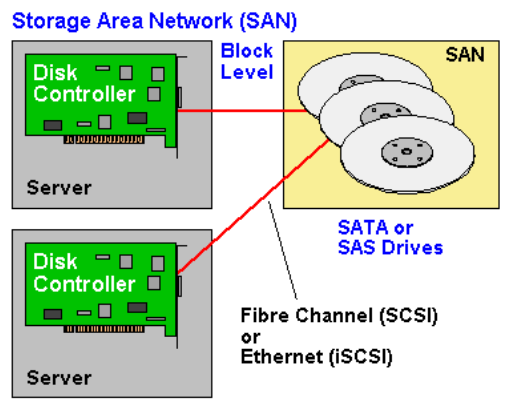 Storage Area Network (SAN)
Block
Level
SAN
Disk
Controller
Server
SATA or
SAS Drives
Disk
Controller
Server
Fibre Channel (SCSI)
or
Ethernet (iSCSI)